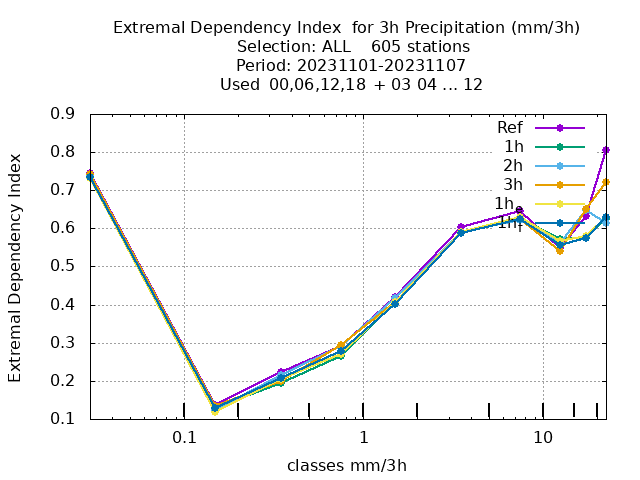 Extremal Dependency Index  for 3h Precipitation (mm/3h)
Selection: ALL    605 stations
Period: 20231101-20231107
Used  00,06,12,18  + 03 04 ... 12
Extremal Dependency Index
0.9
0.8
0.7
0.6
0.5
0.4
0.3
0.2
0.1
Ref
1h
2h
3h
1h,
1hf
0.1
1
10
classes mm/3h